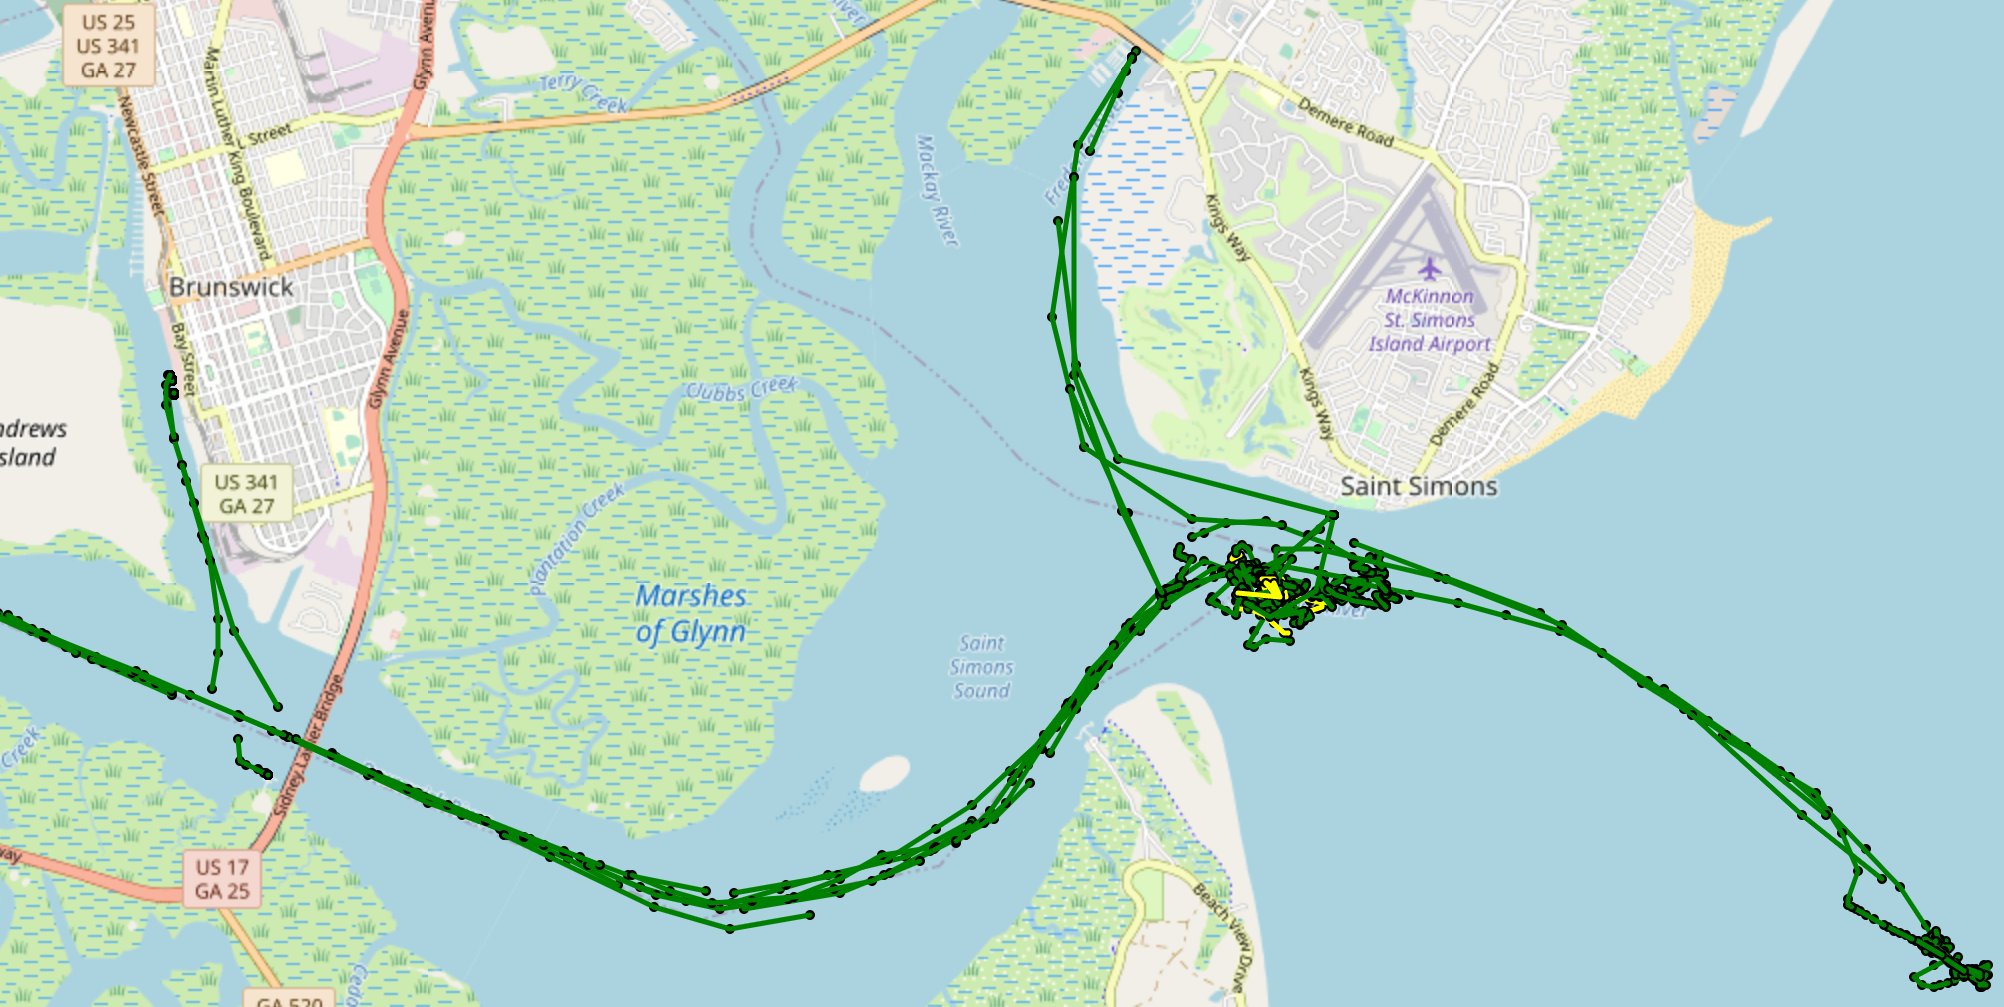 US 25
US 341
GA 27
Martin Luther King Boulevard
Newcastle Street
Street
Glynn Avenue
Terry Creek
Mackay River
Demere Road
Kings Way
McKinnon
St. Simons
Island Airport
Brunswick
Bay Street
Glynn Avenue
Clubbs Creek
Kings Way
Demere Road
ndrews
sland
US 341
GA 27
Saint Simons
Plantation Creek
Marshes
of Glynn
Saint
Simons
Sound
Creek
Sidney Lanier Bridge
way
US 17
GA 25
Beach View Drive
GA 520